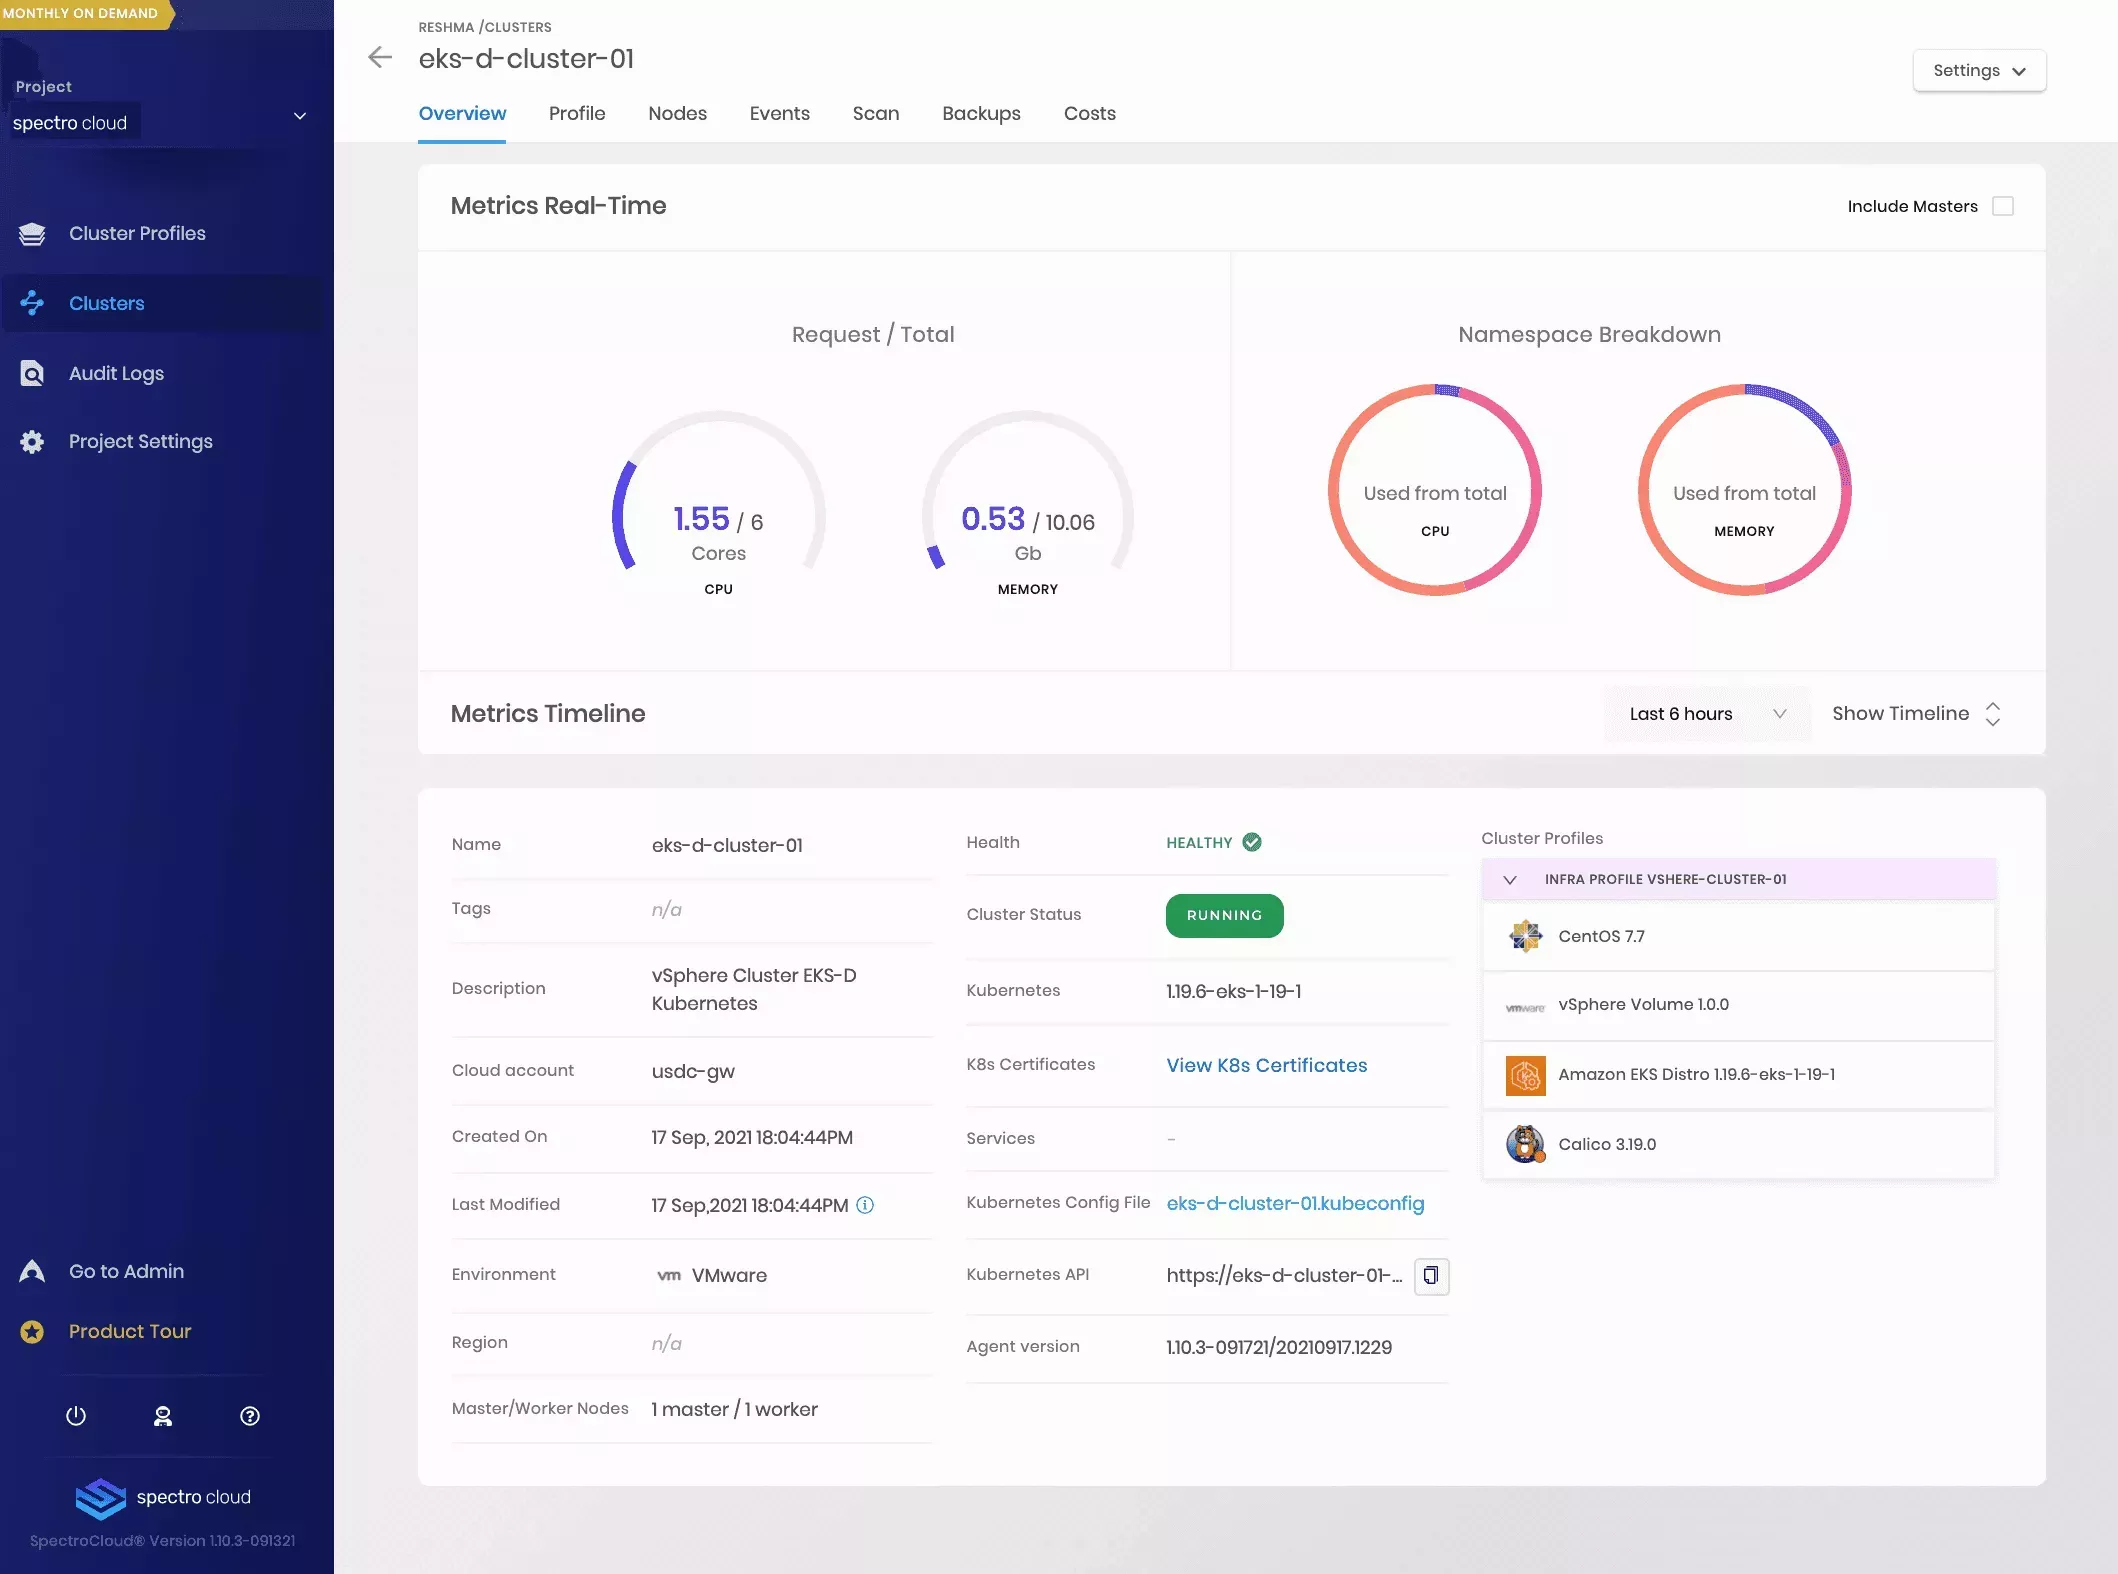 MONTHLY ON DEMAND
Project
spectro cloud
Cluster Profiles
Clusters
Audit Logs
Project Settings
Go to Admin
Product Tour
spectro cloud
SpectroCloud® Version 1.10.3-091321
RESHMA /CLUSTERS
eks-d-cluster-01
Settings
Overview Profile Nodes Events Scan Backups Costs
Metrics Real-Time
Include Masters
Request / Total
1.55 / 6
Cores
CPU
0.53 / 10.06
Gb
MEMORY
Namespace Breakdown
Used from total
CPU
Used from total
MEMORY
Metrics Timeline
Last 6 hours
Show Timeline
Name eks-d-cluster-01
Tags n/a
Description vSphere Cluster EKS-D
Kubernetes
Cloud account usdc-gw
Created On 17 Sep, 2021 18:04:44PM
Last Modified 17 Sep,2021 18:04:44PM
Environment vm VMware
Region n/a
Master/Worker Nodes 1 master / 1 worker
Health HEALTHY
Cluster Status RUNNING
Kubernetes 1.19.6-eks-1-19-1
K8s Certificates View K8s Certificates
Services -
Kubernetes Config File eks-d-cluster-01.kubeconfig
Kubernetes API https://eks-d-cluster-01-...
Agent version 1.10.3-091721/20210917.1229
Cluster Profiles
INFRA PROFILE VSHERE-CLUSTER-01
CentOS 7.7
vmware vSphere Volume 1.0.0
Amazon EKS Distro 1.19.6-eks-1-19-1
Calico 3.19.0